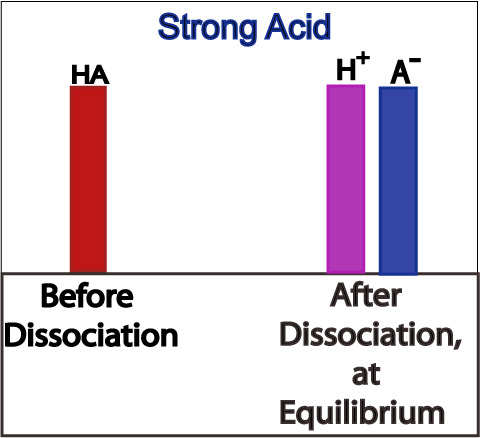 Strong Acid
HA
H⁺ A⁻
Before
Dissociation
After
Dissociation,
at
Equilibrium